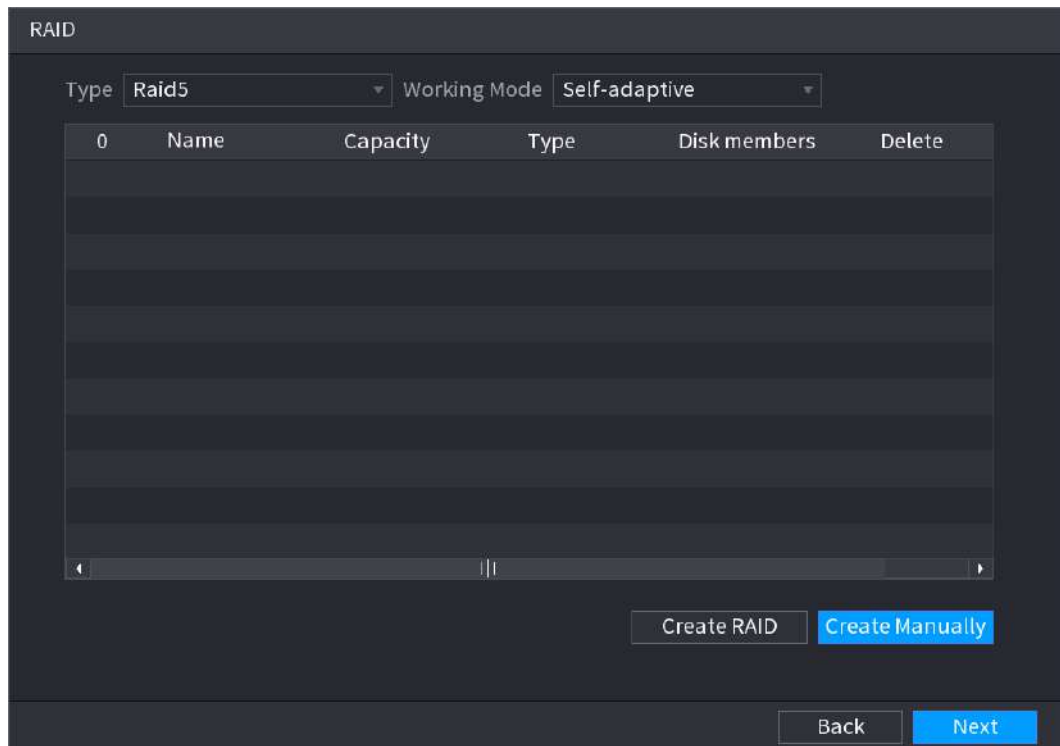 RAID
Type Raid5 Working Mode Self-adaptive
0 Name Capacity Type Disk members Delete
Create RAID Create Manually
Back Next